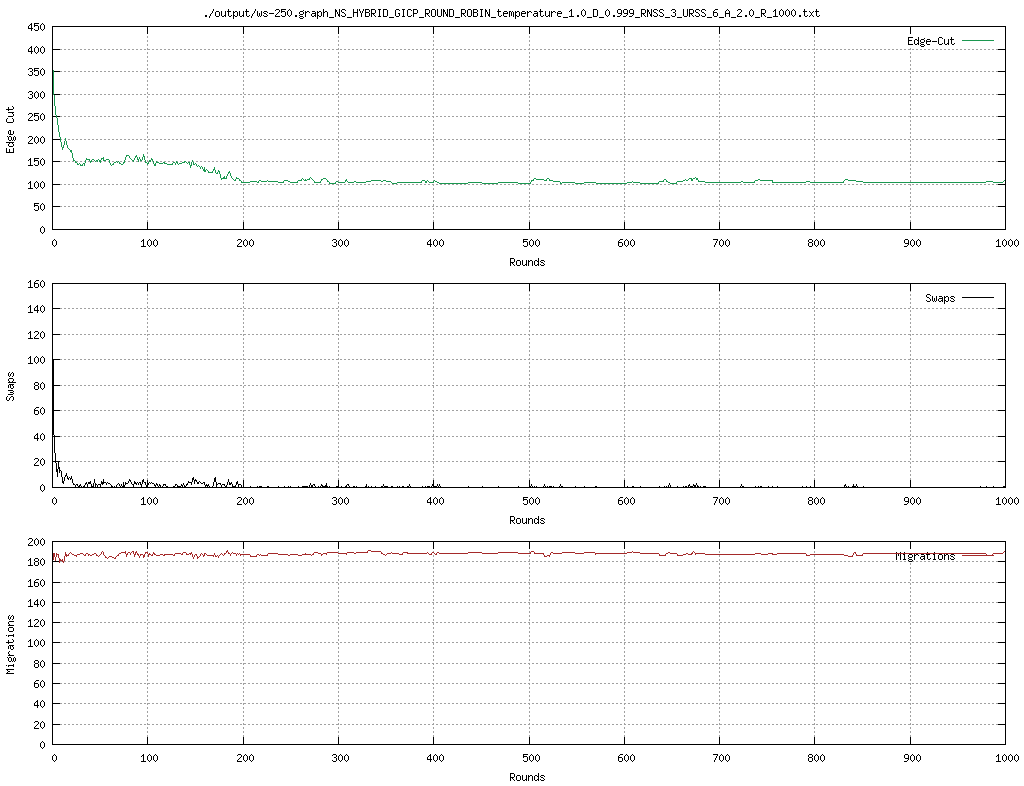 ./output/ws-250.graph_NS_HYBRID_GICP_ROUND_ROBIN_temperature_1.0_D_0.999_RNSS_3_URSS_6_A_2.0_R_1000.txt
450
400
350
300
250
200
150
100
50
0
Edge Cut
Edge-Cut
0 100 200 300 400 500 600 700 800 900 1000
Rounds
160
140
120
100
80
60
40
20
0
Swaps
Swaps
0 100 200 300 400 500 600 700 800 900 1000
Rounds
200
180
160
140
120
100
80
60
40
20
0
Migrations
Migrations
0 100 200 300 400 500 600 700 800 900 1000
Rounds